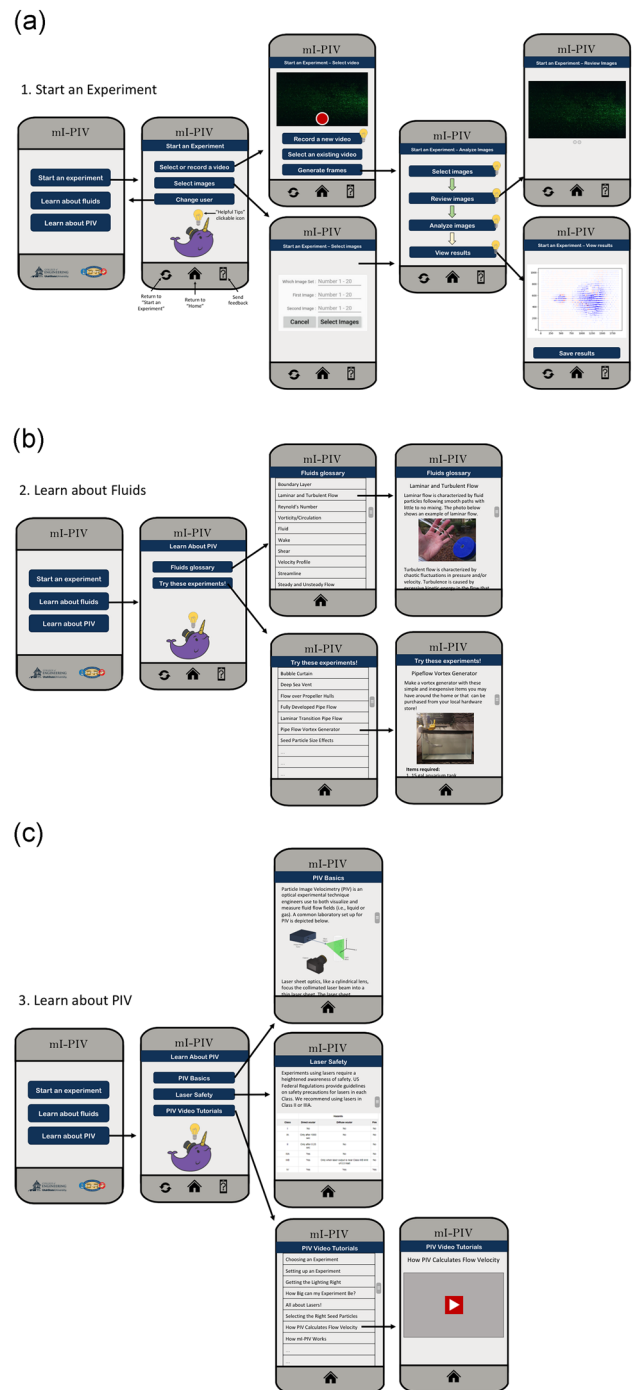 (a)
1. Start an Experiment
mI-PIV
Start an experiment
Learn about fluids
Learn about PIV
ENGINEERING
mI-PIV
Start an Experiment
Select or record a video
Select images
Change user
"Helpful Tips"
clickable icon
Return to
"Start an
Experiment"
Return to
"Home"
Send
feedback
mI-PIV
Start an Experiment – Select video
Record a new video
Select an existing video
Generate frames
mI-PIV
Start an Experiment – Select images
Which Image Set : Number 1 - 20
First Image : Number 1 - 20
Second Image : Number 1 - 20
Cancel Select Images
mI-PIV
Start an Experiment – Analyze Images
Select images
Review images
Analyze images
View results
mI-PIV
Start an Experiment – Review Images
mI-PIV
Start an Experiment – View results
Save results
(b)
2. Learn about Fluids
mI-PIV
Start an experiment
Learn about fluids
Learn about PIV
ENGINEERING
mI-PIV
Learn About PIV
Fluids glossary
Try these experiments!
mI-PIV
Fluids glossary
Boundary Layer
Laminar and Turbulent Flow
Reynold's Number
Vorticity/Circulation
Fluid
Wake
Shear
Velocity Profile
Streamline
Steady and Unsteady Flow
mI-PIV
Fluids glossary
Laminar and Turbulent Flow
Laminar flow is characterized by fluid
particles following smooth paths with
little to no mixing. The photo below
shows an example of laminar flow.
Turbulent flow is characterized by
chaotic fluctuations in pressure and/or
velocity. Turbulence is caused by
excessive kinetic energy in the flow that
mI-PIV
Try these experiments!
Bubble Curtain
Deep Sea Vent
Flow over Propeller Hulls
Fully Developed Pipe Flow
Laminar Transition Pipe Flow
Pipe Flow Vortex Generator
Seed Particle Size Effects
...
...
...
mI-PIV
Try these experiments!
Pipeflow Vortex Generator
Make a vortex generator with these
simple and inexpensive items you may
have around the home or that can be
purchased from your local hardware
store!
Items required:
1. 15 gal aquarium tank
(c)
3. Learn about PIV
mI-PIV
Start an experiment
Learn about fluids
Learn about PIV
ENGINEERING
mI-PIV
Learn About PIV
PIV Basics
Laser Safety
PIV Video Tutorials
mI-PIV
PIV Basics
Particle Image Velocimetry (PIV) is an
optical experimental technique
engineers use to both visualize and
measure fluid flow fields (i.e., liquid or
gas). A common laboratory set up for
PIV is depicted below.
Laser sheet optics, like a cylindrical lens,
focus the collimated laser beam into a
thin laser sheet. The laser sheet
mI-PIV
Laser Safety
Experiments using lasers require a
heightened awareness of safety. US
Federal Regulations provide guidelines
on safety precautions for lasers in each
Class. We recommend using lasers in
Class II or IIIA.
mI-PIV
PIV Video Tutorials
Choosing an Experiment
Setting up an Experiment
Getting the Lighting Right
How Big can my Experiment Be?
All about Lasers!
Selecting the Right Seed Particles
How PIV Calculates Flow Velocity
How mI-PIV Works
...
...
mI-PIV
PIV Video Tutorials
How PIV Calculates Flow Velocity